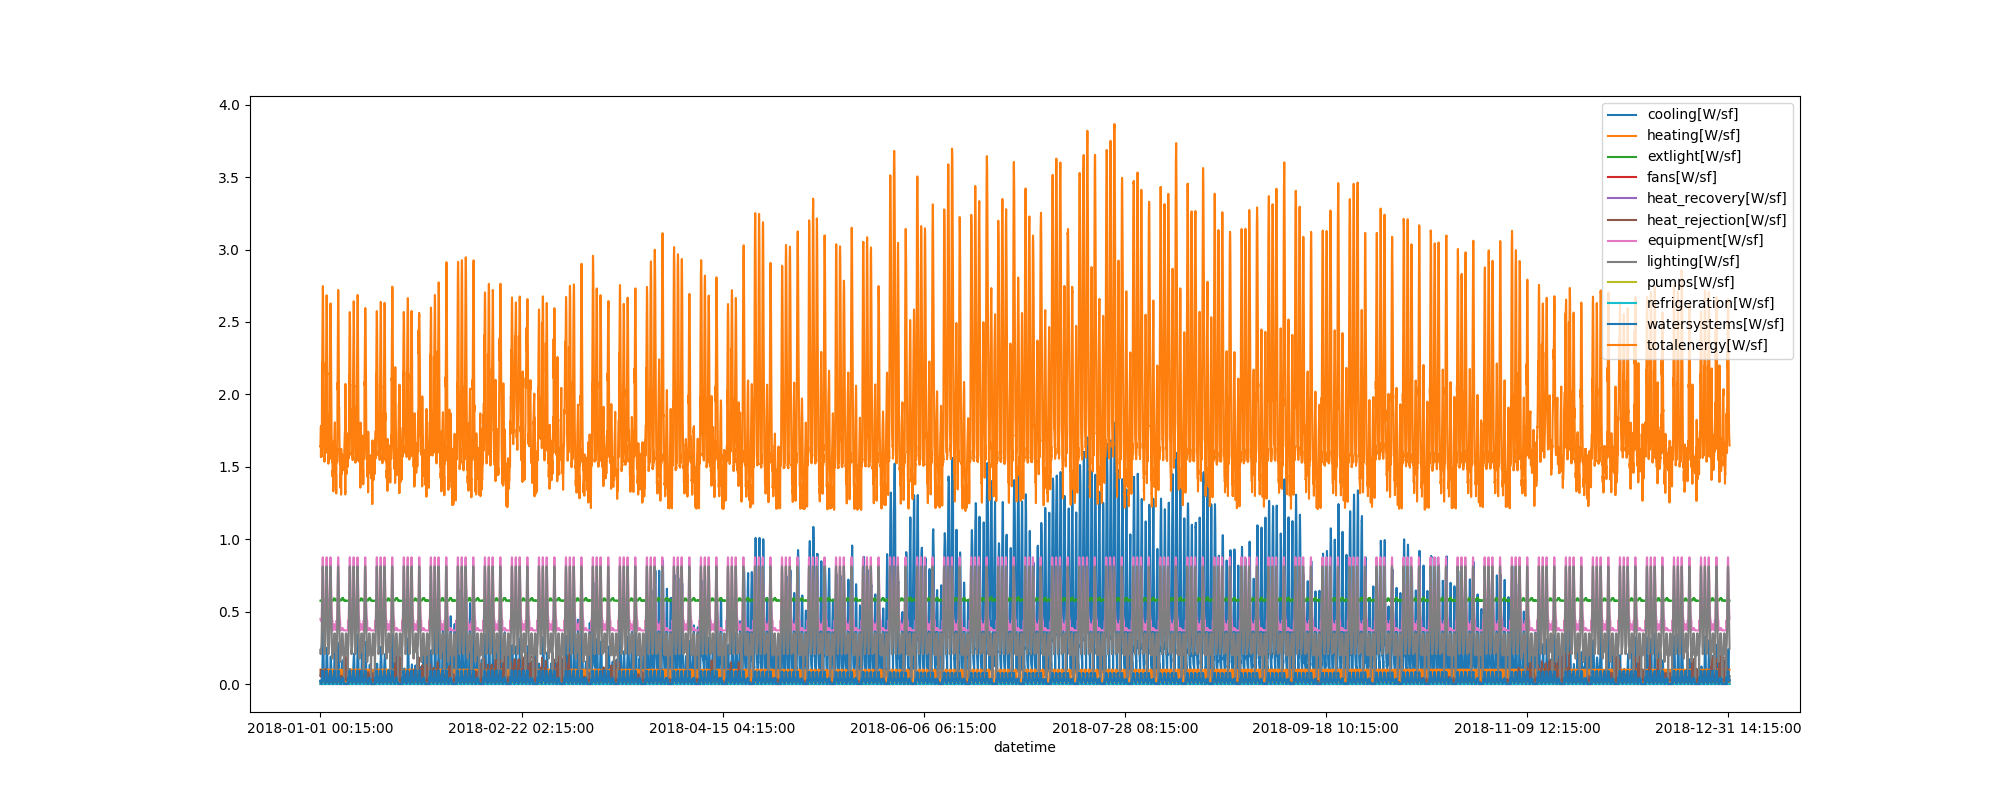 4.0
3.5
3.0
2.5
2.0
1.5
1.0
0.5
0.0
cooling[W/sf]
heating[W/sf]
extlight[W/sf]
fans[W/sf]
heat_recovery[W/sf]
heat_rejection[W/sf]
equipment[W/sf]
lighting[W/sf]
pumps[W/sf]
refrigeration[W/sf]
watersystems[W/sf]
totalenergy[W/sf]
2018-01-01 00:15:00 2018-02-22 02:15:00 2018-04-15 04:15:00 2018-06-06 06:15:00 2018-07-28 08:15:00 2018-09-18 10:15:00 2018-11-09 12:15:00 2018-12-31 14:15:00
datetime